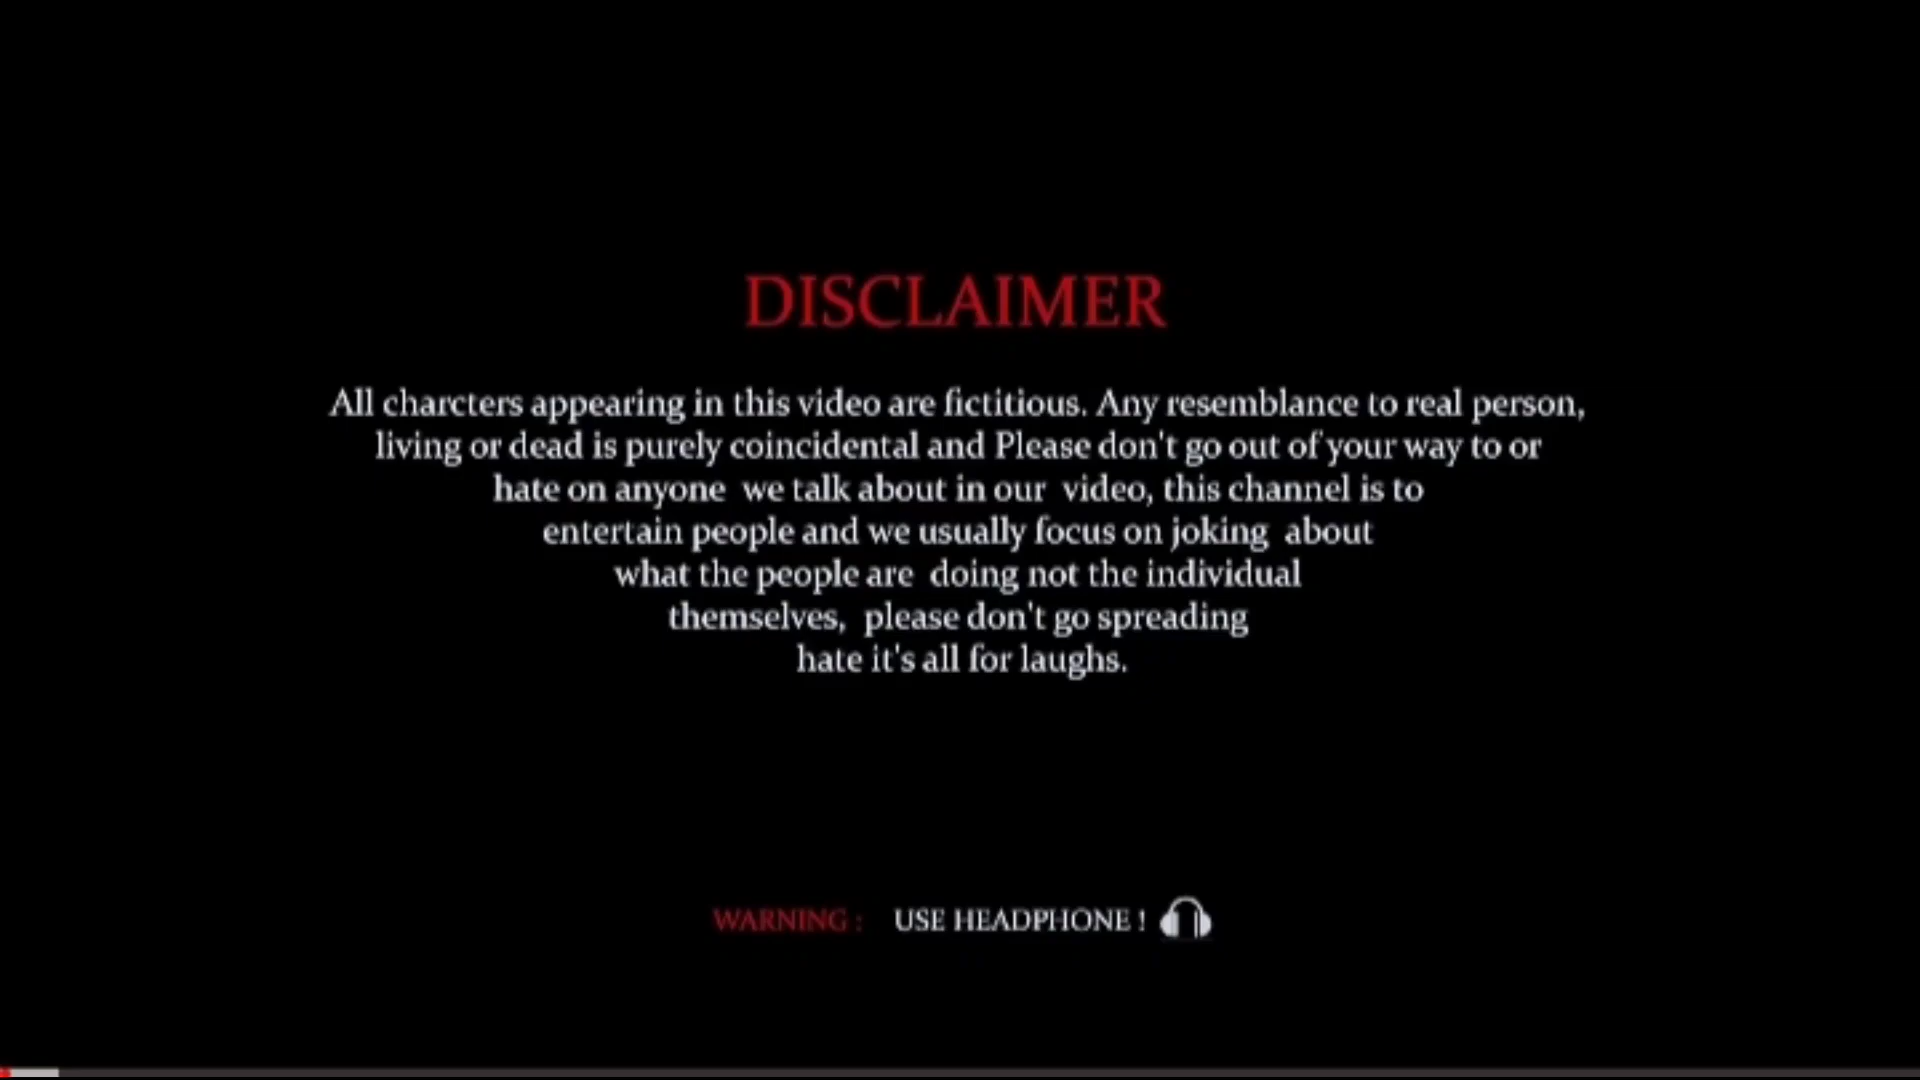 DISCLAIMER
All charcters appearing in this video are fictitious. Any resemblance to real person,
living or dead is purely coincidental and Please don't go out of your way to or
hate on anyone we talk about in our video, this channel is to
entertain people and we usually focus on joking about
what the people are doing not the individual
themselves, please don't go spreading
hate it's all for laughs.
WARNING : USE HEADPHONE !